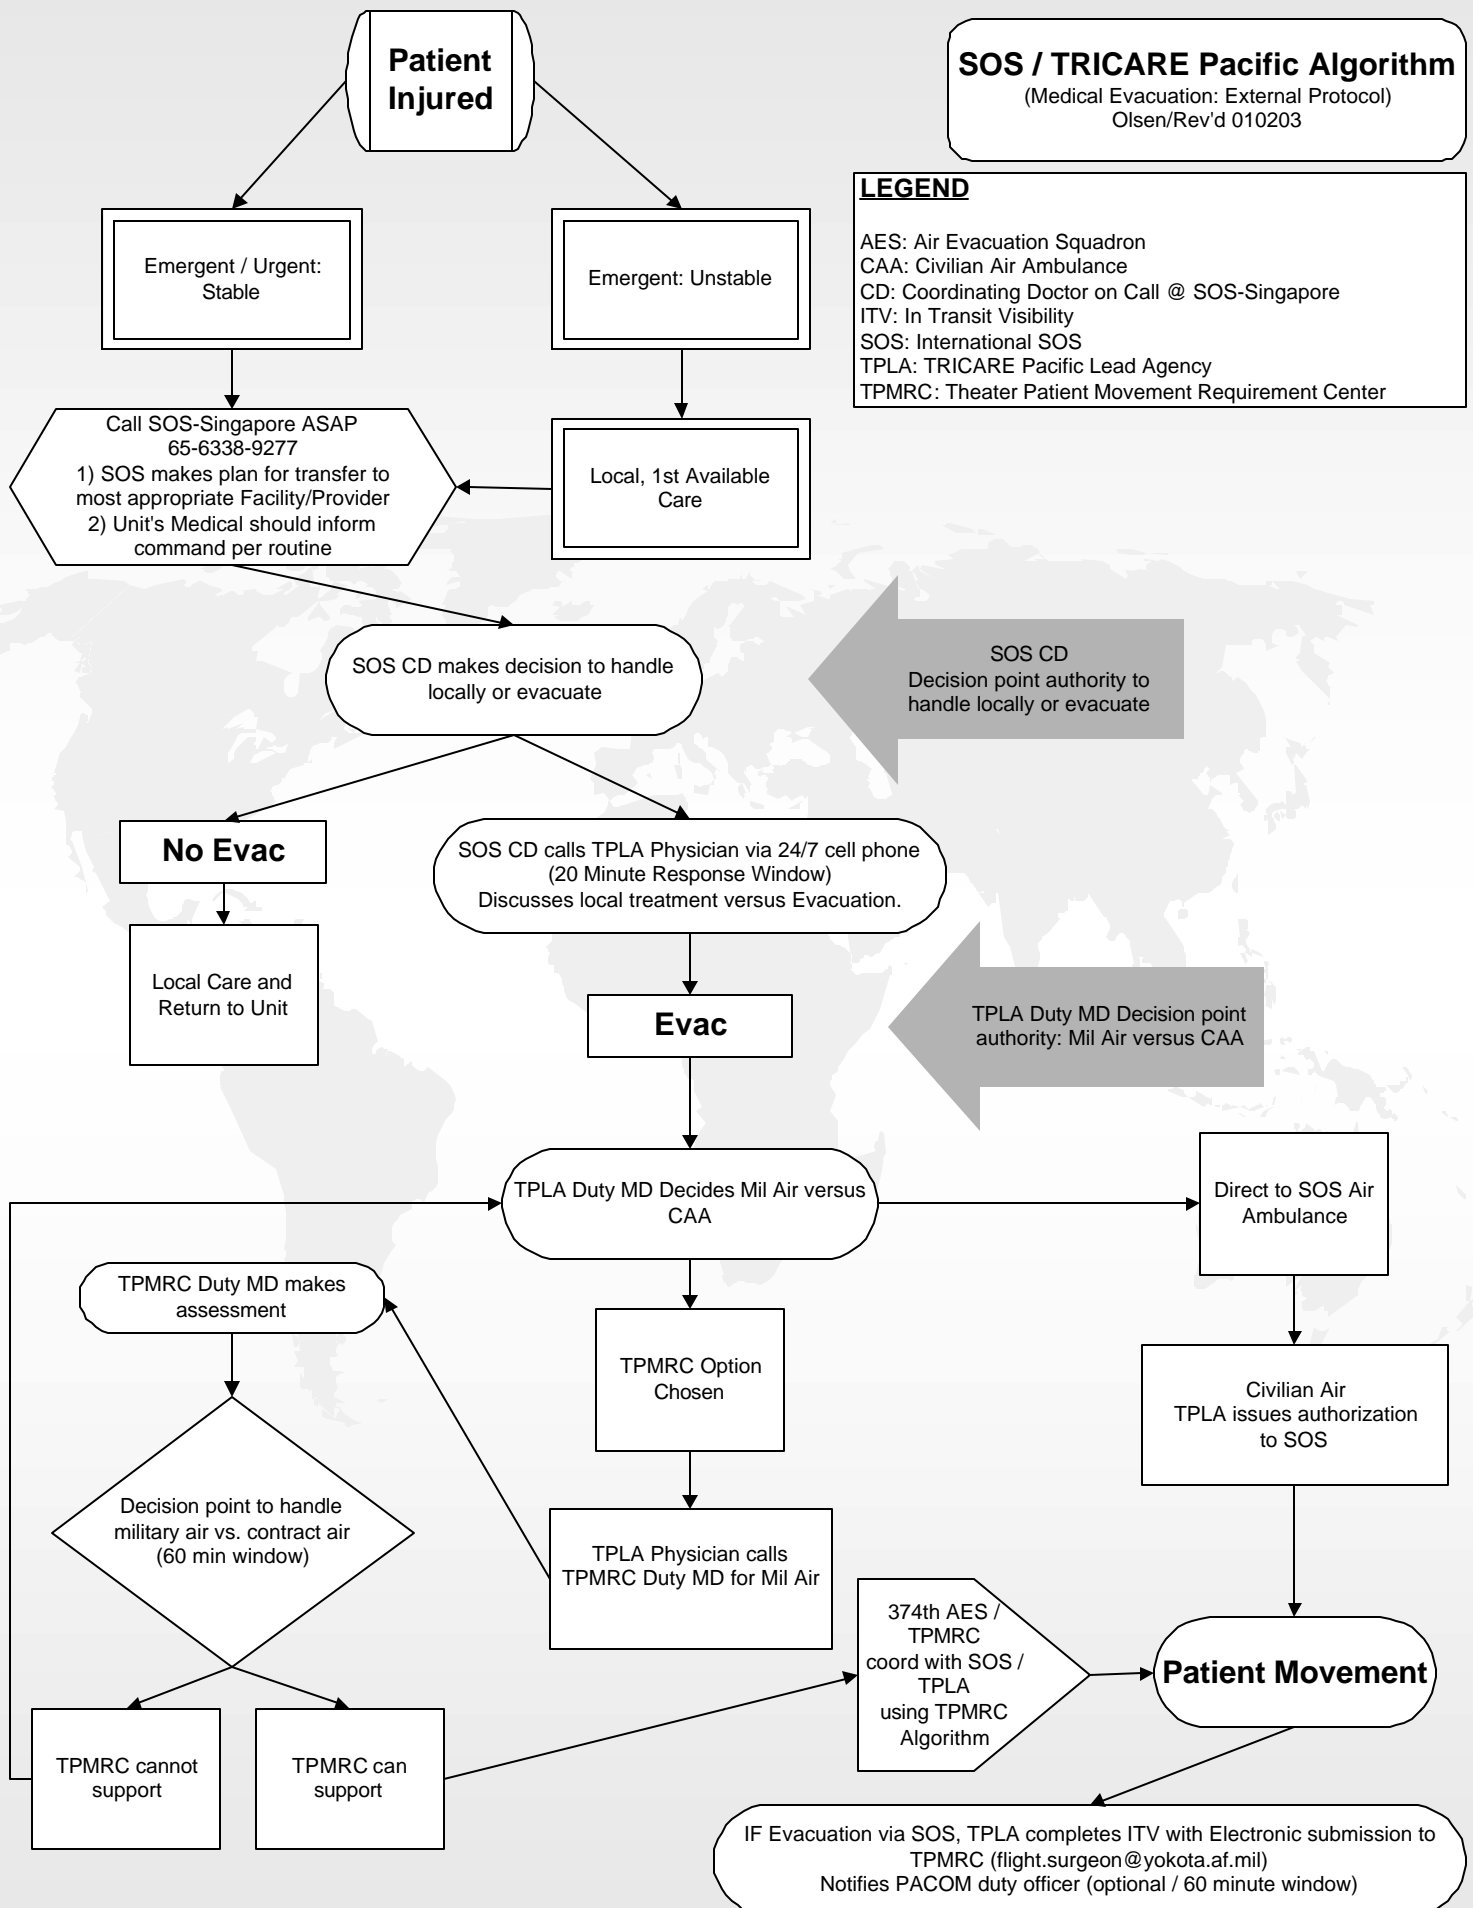 Patient
Injured
SOS / TRICARE Pacific Algorithm
(Medical Evacuation: External Protocol)
Olsen/Rev'd 010203
LEGEND
AES: Air Evacuation Squadron
CAA: Civilian Air Ambulance
CD: Coordinating Doctor on Call @ SOS-Singapore
ITV: In Transit Visibility
SOS: International SOS
TPLA: TRICARE Pacific Lead Agency
TPMRC: Theater Patient Movement Requirement Center
Emergent / Urgent:
Stable
Emergent: Unstable
Call SOS-Singapore ASAP
65-6338-9277
1) SOS makes plan for transfer to
most appropriate Facility/Provider
2) Unit's Medical should inform
command per routine
Local, 1st Available
Care
SOS CD makes decision to handle
locally or evacuate
SOS CD
Decision point authority to
handle locally or evacuate
No Evac
SOS CD calls TPLA Physician via 24/7 cell phone
(20 Minute Response Window)
Discusses local treatment versus Evacuation.
Local Care and
Return to Unit
Evac
TPLA Duty MD Decision point
authority: Mil Air versus CAA
TPLA Duty MD Decides Mil Air versus
CAA
Direct to SOS Air
Ambulance
TPMRC Duty MD makes
assessment
TPMRC Option
Chosen
Civilian Air
TPLA issues authorization
to SOS
Decision point to handle
military air vs. contract air
(60 min window)
TPLA Physician calls
TPMRC Duty MD for Mil Air
374th AES /
TPMRC
coord with SOS /
TPLA
using TPMRC
Algorithm
Patient Movement
TPMRC cannot
support
TPMRC can
support
IF Evacuation via SOS, TPLA completes ITV with Electronic submission to
TPMRC (flight.surgeon@yokota.af.mil)
Notifies PACOM duty officer (optional / 60 minute window)